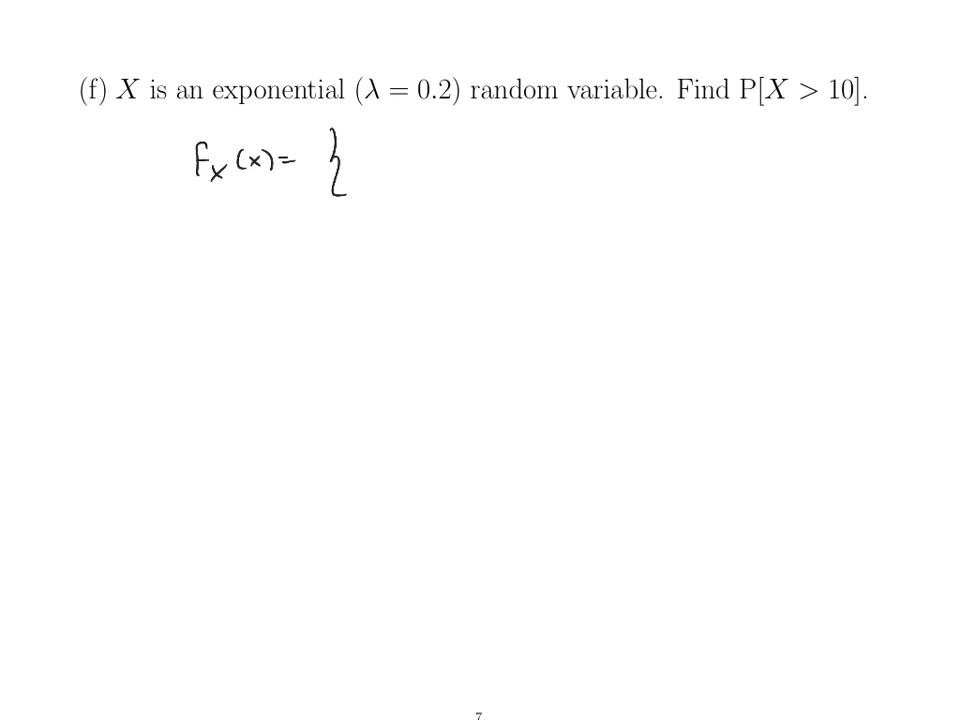 (f) X is an exponential (λ = 0.2) random variable. Find P[X > 10].
Fx (x)= {
7